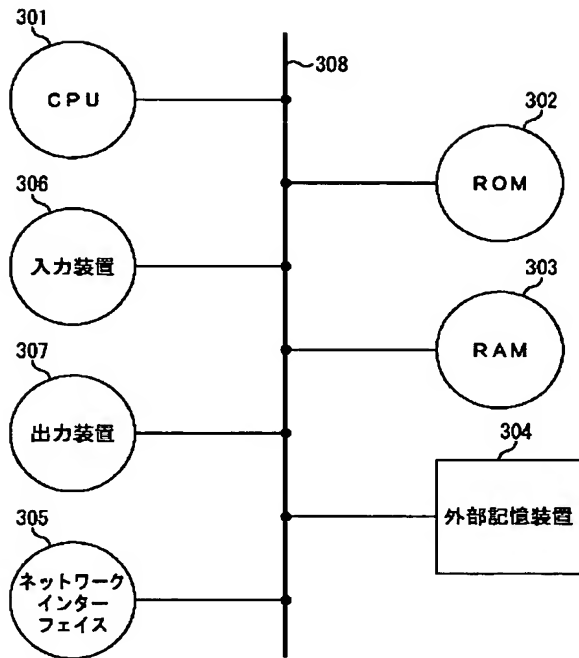 301
CPU
308
302
ROM
306
入力装置
303
RAM
307
出力装置
304
外部記憶装置
305
ネットワーク
インター
フェイス